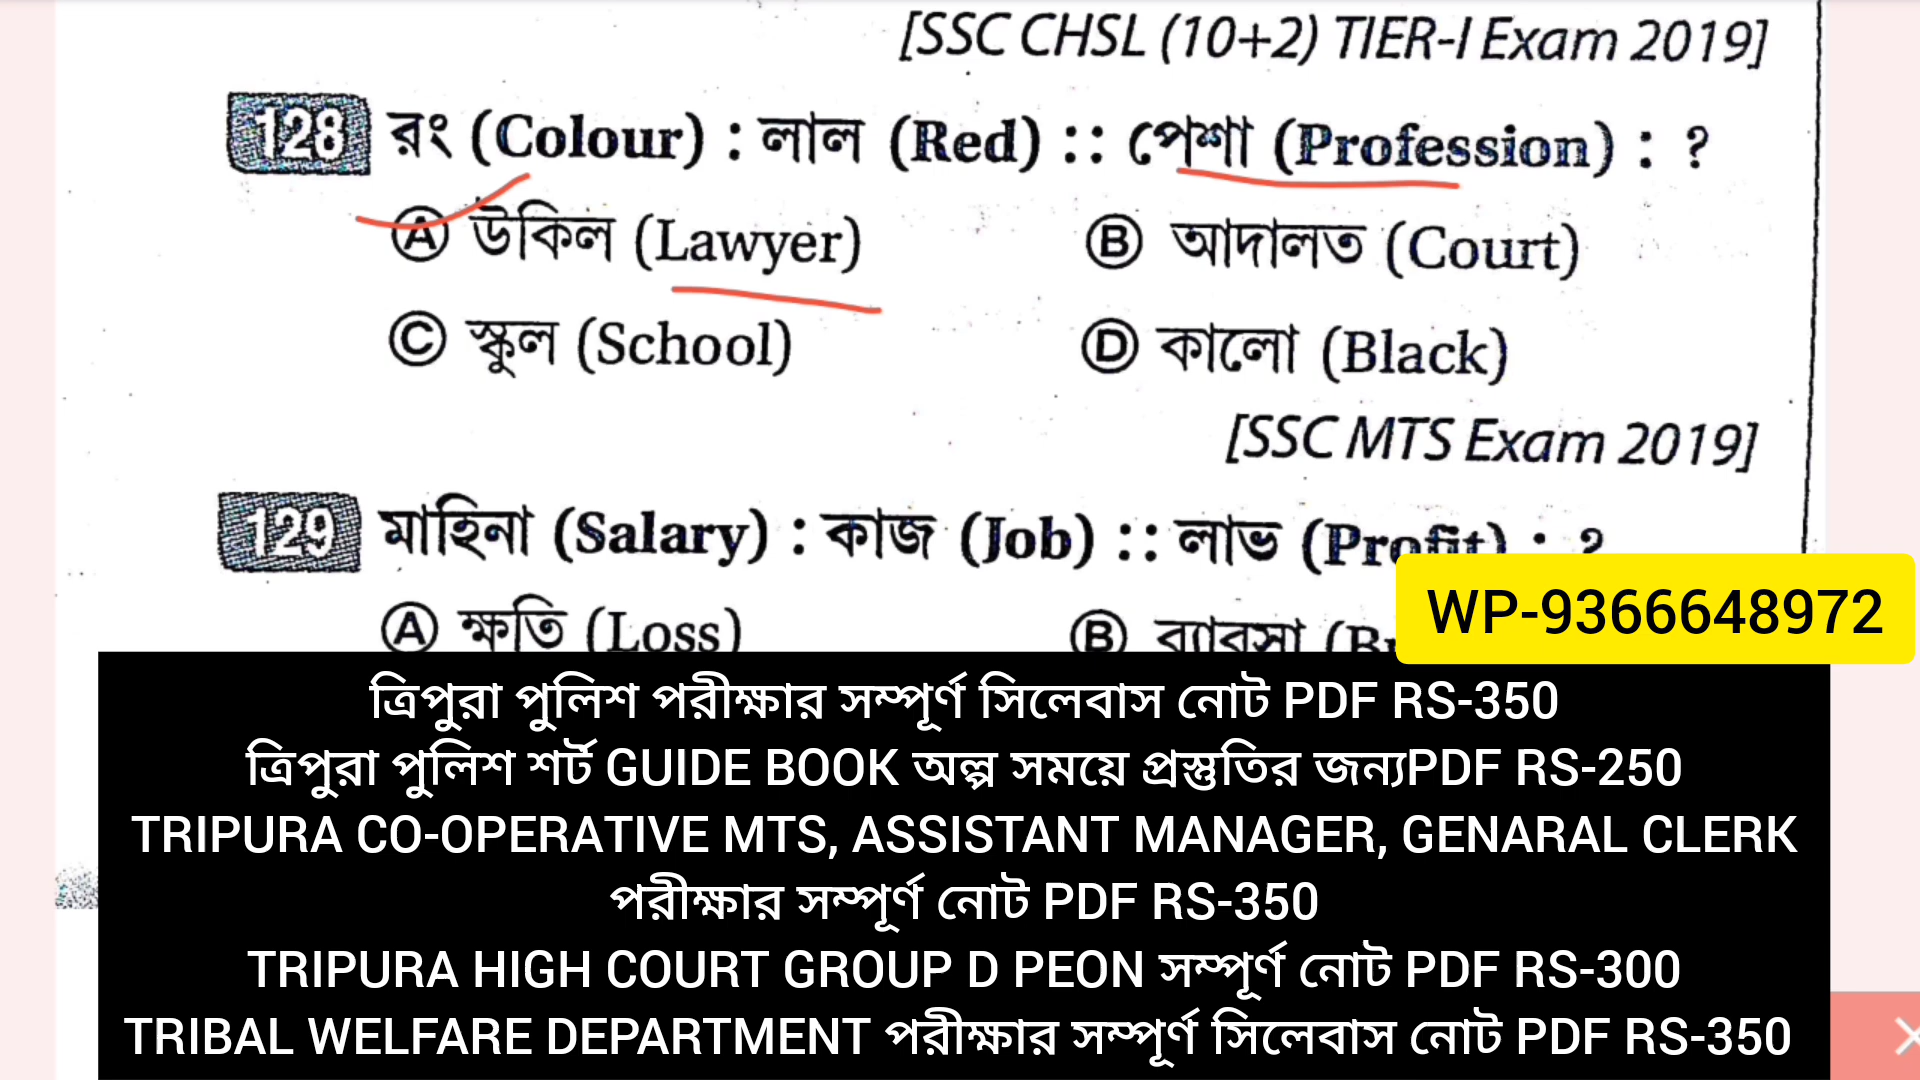 [SSC CHSL (10+2) TIER-I Exam 2019]
128 রং (Colour) : লাল (Red) :: পেশা (Profession) : ?
Ⓐ উকিল (Lawyer) Ⓑ আদালত (Court)
Ⓒ স্কুল (School) Ⓓ কালো (Black)
[SSC MTS Exam 2019]
129 মাহিনা (Salary) : কাজ (Job) :: লাভ (Profit) : ?
Ⓐ ক্ষতি (Loss) Ⓑ ব্যাবসা
WP-9366648972
ত্রিপুরা পুলিশ পরীক্ষার সম্পূর্ণ সিলেবাস নোট PDF RS-350
ত্রিপুরা পুলিশ শর্ট GUIDE BOOK অল্প সময়ে প্রস্তুতির জন্যPDF RS-250
TRIPURA CO-OPERATIVE MTS, ASSISTANT MANAGER, GENARAL CLERK
পরীক্ষার সম্পূর্ণ নোট PDF RS-350
TRIPURA HIGH COURT GROUP D PEON সম্পূর্ণ নোট PDF RS-300
TRIBAL WELFARE DEPARTMENT পরীক্ষার সম্পূর্ণ সিলেবাস নোট PDF RS-350